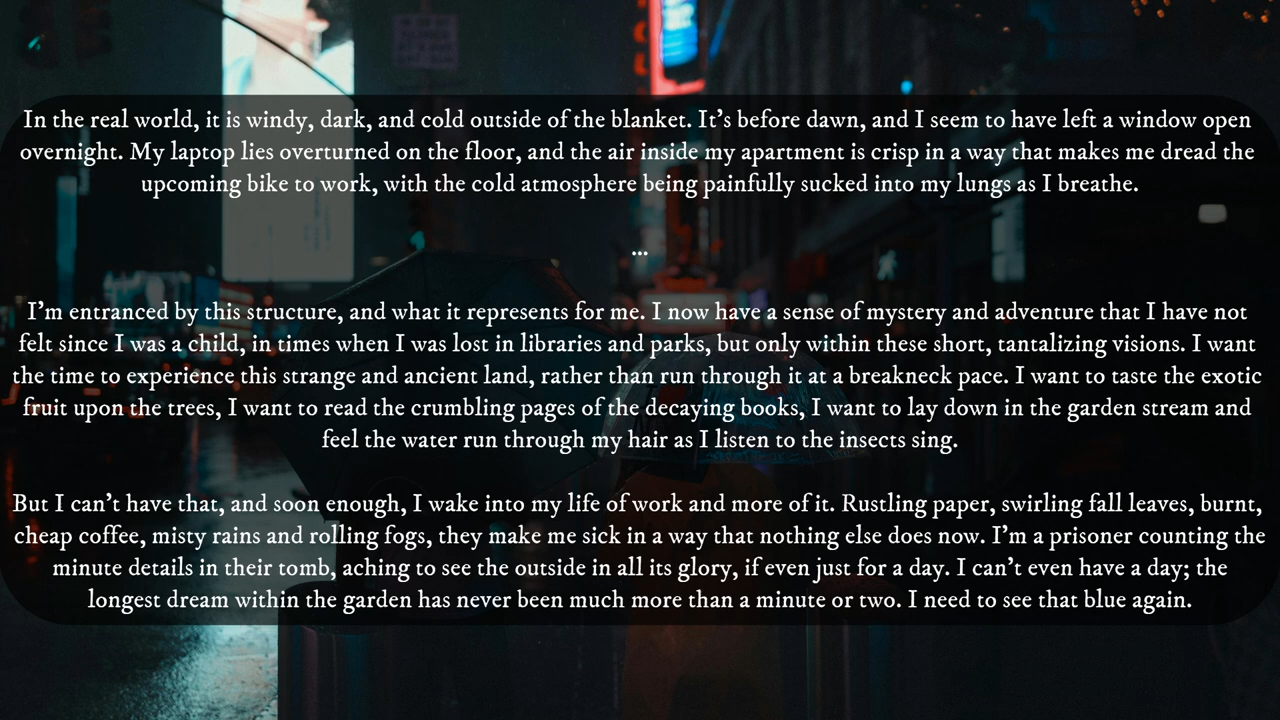 In the real world, it is windy, dark, and cold outside of the blanket. It's before dawn, and I seem to have left a window open
overnight. My laptop lies overturned on the floor, and the air inside my apartment is crisp in a way that makes me dread the
upcoming bike to work, with the cold atmosphere being painfully sucked into my lungs as I breathe.
...
I'm entranced by this structure, and what it represents for me. I now have a sense of mystery and adventure that I have not
felt since I was a child, in times when I was lost in libraries and parks, but only within these short, tantalizing visions. I want
the time to experience this strange and ancient land, rather than run through it at a breakneck pace. I want to taste the exotic
fruit upon the trees, I want to read the crumbling pages of the decaying books, I want to lay down in the garden stream and
feel the water run through my hair as I listen to the insects sing.
But I can't have that, and soon enough, I wake into my life of work and more of it. Rustling paper, swirling fall leaves, burnt,
cheap coffee, misty rains and rolling fogs, they make me sick in a way that nothing else does now. I'm a prisoner counting the
minute details in their tomb, aching to see the outside in all its glory, if even just for a day. I can't even have a day; the
longest dream within the garden has never been much more than a minute or two. I need to see that blue again.